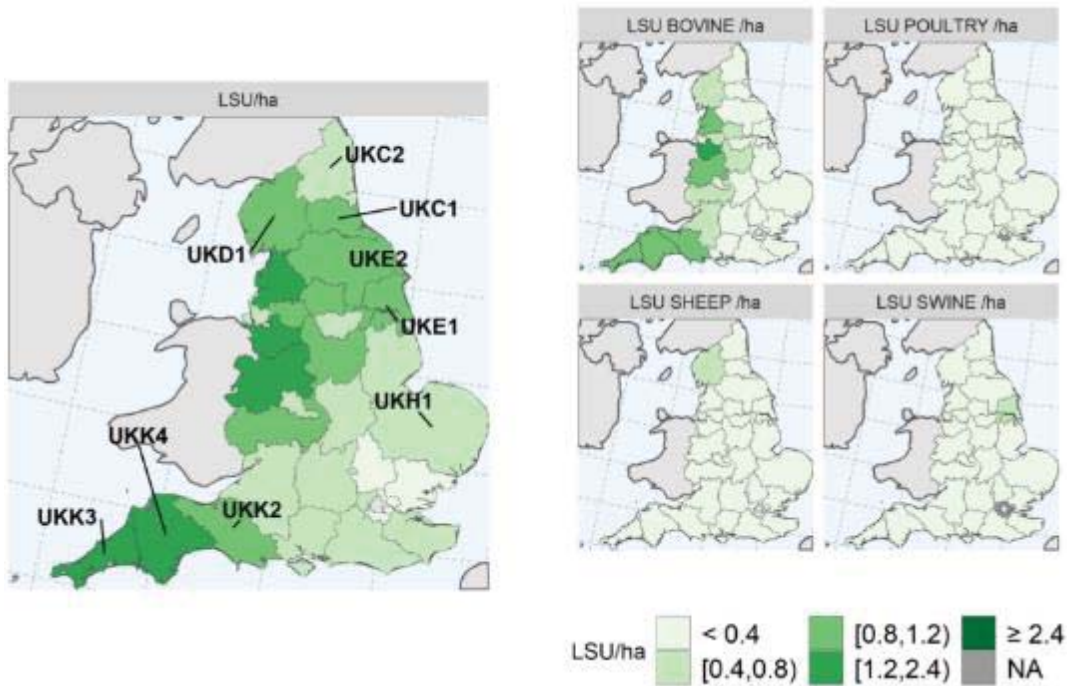 LSU/ha
UKC2
UKC1
UKD1
UKE2
UKE1
UKH1
UKK4
UKK3
UKK2
LSU BOVINE /ha
LSU POULTRY /ha
LSU SHEEP /ha
LSU SWINE /ha
LSU/ha
< 0.4
[0.8,1.2)
≥ 2.4
[0.4,0.8)
[1.2,2.4)
NA